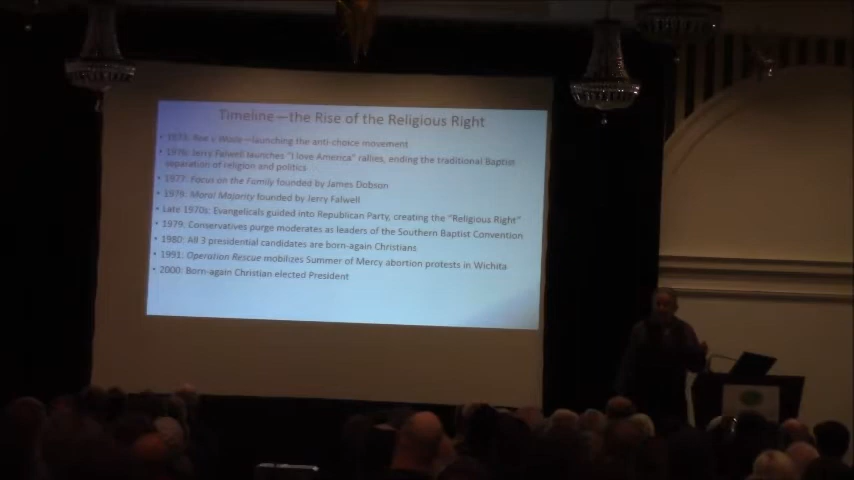 Timeline—the Rise of the Religious Right
• 1973: Roe v Wade—launching the anti-choice movement
• 1976: Jerry Falwell launches "I love America" rallies, ending the traditional Baptist
separation of religion and politics
• 1977: Focus on the Family founded by James Dobson
• 1978: Moral Majority founded by Jerry Falwell
• Late 1970s: Evangelicals guided into Republican Party, creating the "Religious Right"
• 1979: Conservatives purge moderates as leaders of the Southern Baptist Convention
• 1980: All 3 presidential candidates are born-again Christians
• 1991: Operation Rescue mobilizes Summer of Mercy abortion protests in Wichita
• 2000: Born-again Christian elected President